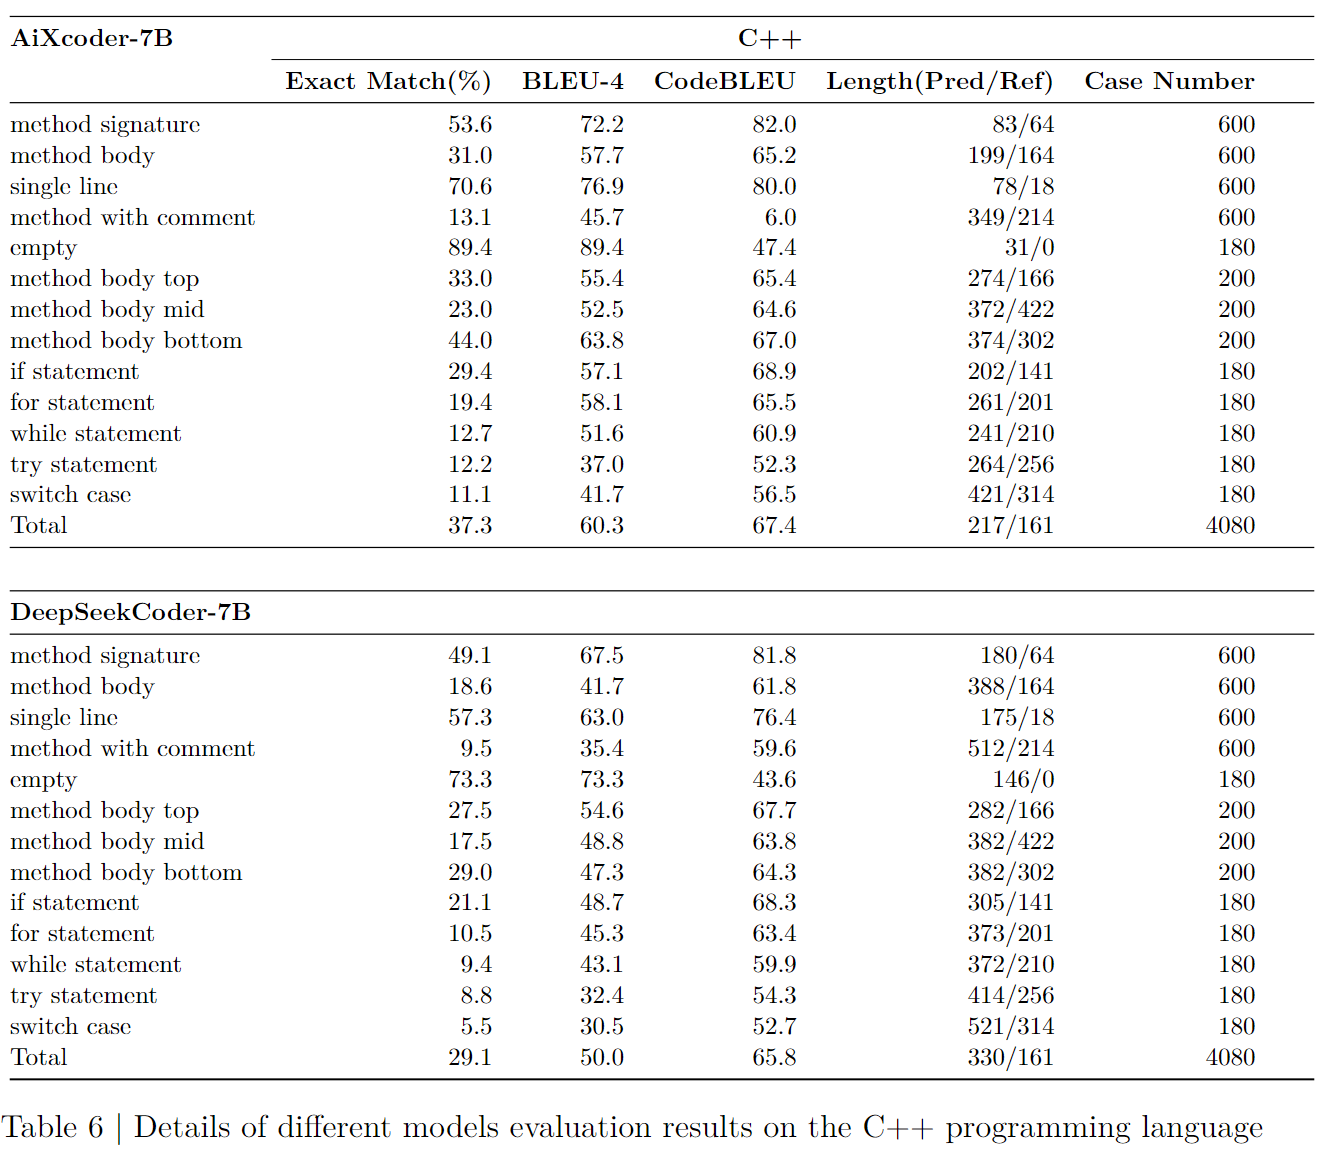 AiXcoder-7B C++
Exact Match(%) BLEU-4 CodeBLEU Length(Pred/Ref) Case Number
method signature 53.6 72.2 82.0 83/64 600
method body 31.0 57.7 65.2 199/164 600
single line 70.6 76.9 80.0 78/18 600
method with comment 13.1 45.7 6.0 349/214 600
empty 89.4 89.4 47.4 31/0 180
method body top 33.0 55.4 65.4 274/166 200
method body mid 23.0 52.5 64.6 372/422 200
method body bottom 44.0 63.8 67.0 374/302 200
if statement 29.4 57.1 68.9 202/141 180
for statement 19.4 58.1 65.5 261/201 180
while statement 12.7 51.6 60.9 241/210 180
try statement 12.2 37.0 52.3 264/256 180
switch case 11.1 41.7 56.5 421/314 180
Total 37.3 60.3 67.4 217/161 4080
DeepSeekCoder-7B
method signature 49.1 67.5 81.8 180/64 600
method body 18.6 41.7 61.8 388/164 600
single line 57.3 63.0 76.4 175/18 600
method with comment 9.5 35.4 59.6 512/214 600
empty 73.3 73.3 43.6 146/0 180
method body top 27.5 54.6 67.7 282/166 200
method body mid 17.5 48.8 63.8 382/422 200
method body bottom 29.0 47.3 64.3 382/302 200
if statement 21.1 48.7 68.3 305/141 180
for statement 10.5 45.3 63.4 373/201 180
while statement 9.4 43.1 59.9 372/210 180
try statement 8.8 32.4 54.3 414/256 180
switch case 5.5 30.5 52.7 521/314 180
Total 29.1 50.0 65.8 330/161 4080
Table 6 | Details of different models evaluation results on the C++ programming language